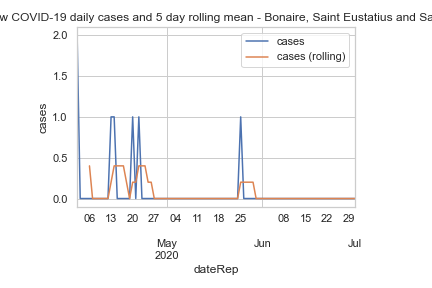 w COVID-19 daily cases and 5 day rolling mean - Bonaire, Saint Eustatius and Sa
cases
cases (rolling)
cases
2.0
1.5
1.0
0.5
0.0
06 13 20 27 04 11 18 25 08 15 22 29
May Jun Jul
2020
dateRep